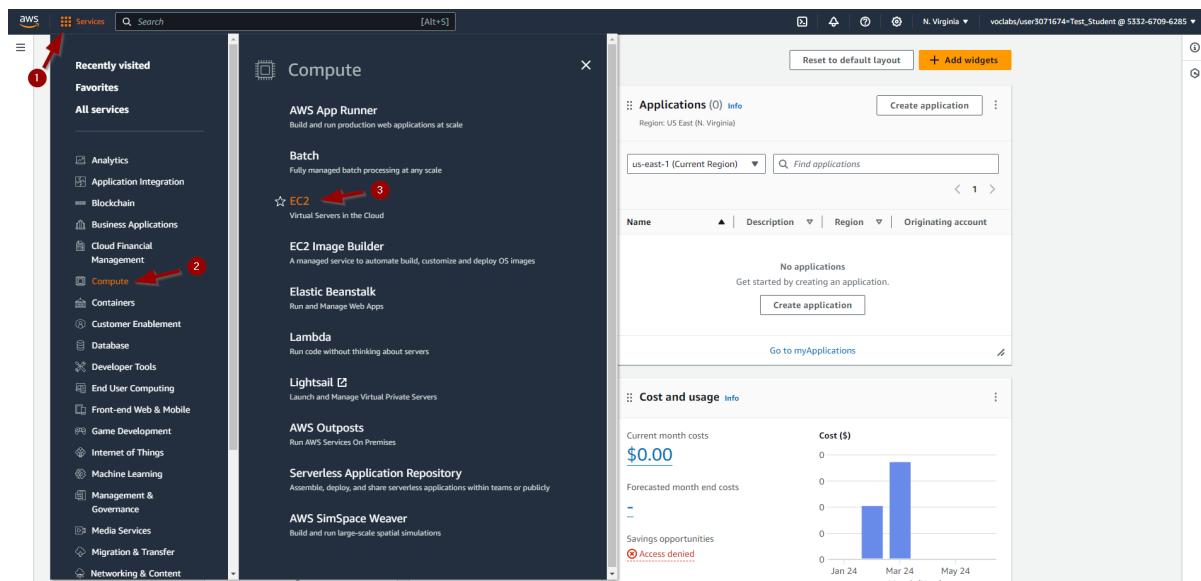 aws
Services
Search
[Alt+S]
N. Virginia
voclabs/user3071674=Test_Student @ 5332-6709-6285
1
Recently visited
Favorites
All services
Analytics
Application Integration
Blockchain
Business Applications
Cloud Financial
Management
Compute
2
Containers
Customer Enablement
Database
Developer Tools
End User Computing
Front-end Web & Mobile
Game Development
Internet of Things
Machine Learning
Management &
Governance
Media Services
Migration & Transfer
Networking & Content
Compute
AWS App Runner
Build and run production web applications at scale
Batch
Fully managed batch processing at any scale
EC2
3
Virtual Servers in the Cloud
EC2 Image Builder
A managed service to automate build, customize and deploy OS images
Elastic Beanstalk
Run and Manage Web Apps
Lambda
Run code without thinking about servers
Lightsail
Launch and Manage Virtual Private Servers
AWS Outposts
Run AWS Services On Premises
Serverless Application Repository
Assemble, deploy, and share serverless applications within teams or publicly
AWS SimSpace Weaver
Build and run large-scale spatial simulations
Reset to default layout
+ Add widgets
Applications (0) Info
Region: US East (N. Virginia)
Create application
us-east-1 (Current Region)
Find applications
1
Name
Description
Region
Originating account
No applications
Get started by creating an application.
Create application
Go to myApplications
Cost and usage Info
Current month costs
$0.00
Forecasted month end costs
-
Savings opportunities
Access denied
Cost ($)
0
0
0
0
0
Jan 24
Mar 24
May 24